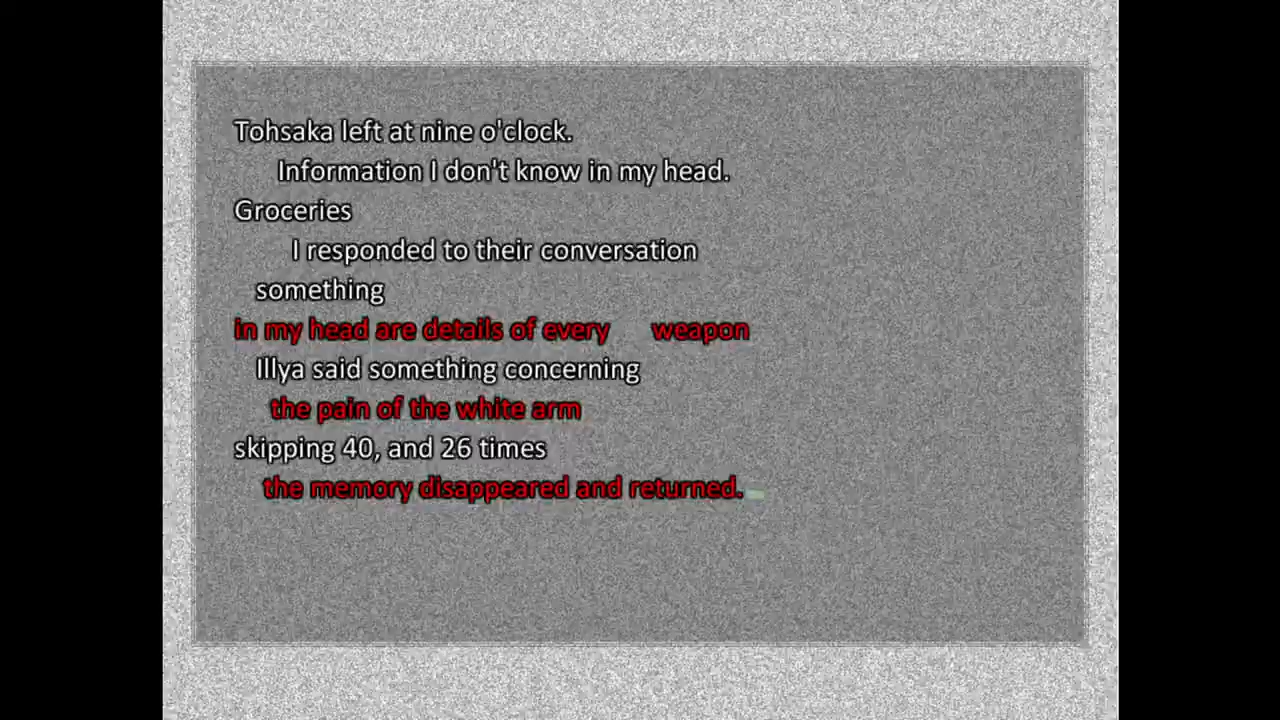 Tohsaka left at nine o'clock.
Information I don't know in my head.
Groceries
I responded to their conversation
something
in my head are details of every weapon
Illya said something concerning
the pain of the white arm
skipping 40, and 26 times
the memory disappeared and returned.